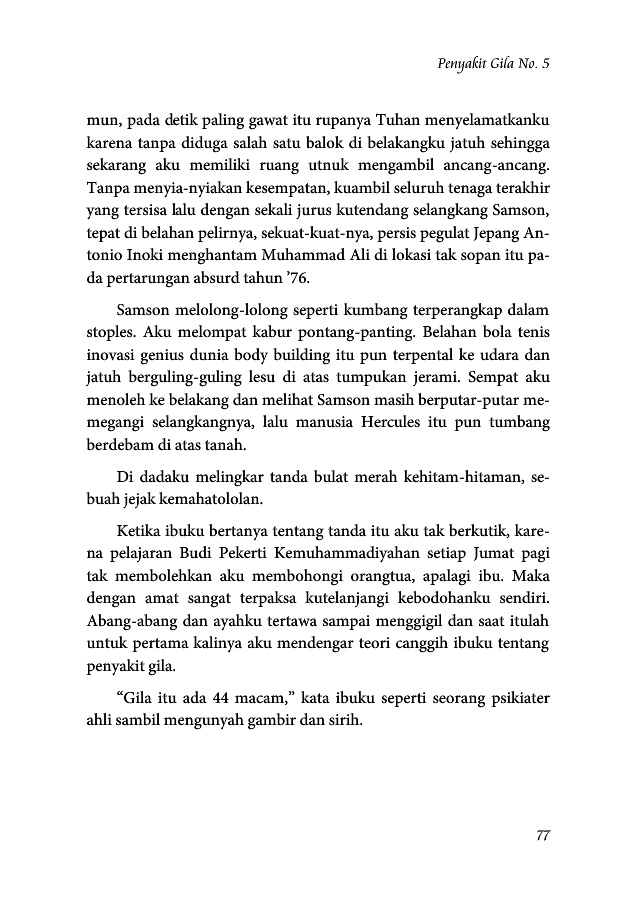 Penyakit Gila No. 5
mun, pada detik paling gawat itu rupanya Tuhan menyelamatkanku
karena tanpa diduga salah satu balok di belakangku jatuh sehingga
sekarang aku memiliki ruang utnuk mengambil ancang-ancang.
Tanpa menyia-nyiakan kesempatan, kuambil seluruh tenaga terakhir
yang tersisa lalu dengan sekali jurus kutendang selangkang Samson,
tepat di belahan pelirnya, sekuat-kuat-nya, persis pegulat Jepang An-
tonio Inoki menghantam Muhammad Ali di lokasi tak sopan itu pa-
da pertarungan absurd tahun ’76.
Samson melolong-lolong seperti kumbang terperangkap dalam
stoples. Aku melompat kabur pontang-panting. Belahan bola tenis
inovasi genius dunia body building itu pun terpental ke udara dan
jatuh berguling-guling lesu di atas tumpukan jerami. Sempat aku
menoleh ke belakang dan melihat Samson masih berputar-putar me-
megangi selangkangnya, lalu manusia Hercules itu pun tumbang
berdebam di atas tanah.
Di dadaku melingkar tanda bulat merah kehitam-hitaman, se-
buah jejak kemahatololan.
Ketika ibuku bertanya tentang tanda itu aku tak berkutik, kare-
na pelajaran Budi Pekerti Kemuhammadiyahan setiap Jumat pagi
tak membolehkan aku membohongi orangtua, apalagi ibu. Maka
dengan amat sangat terpaksa kutelanjangi kebodohanku sendiri.
Abang-abang dan ayahku tertawa sampai menggigil dan saat itulah
untuk pertama kalinya aku mendengar teori canggih ibuku tentang
penyakit gila.
“Gila itu ada 44 macam,” kata ibuku seperti seorang psikiater
ahli sambil mengunyah gambir dan sirih.
77